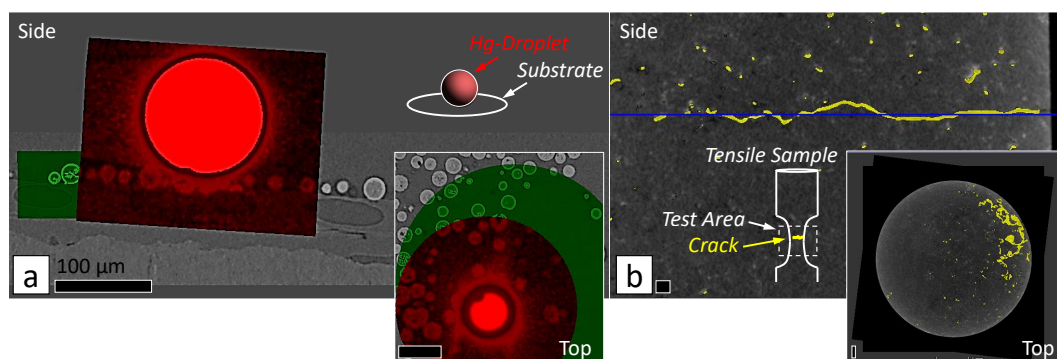 Side
Hg-Droplet
Substrate
a
100 µm
Top
Side
Tensile Sample
Test Area
Crack
b
Top